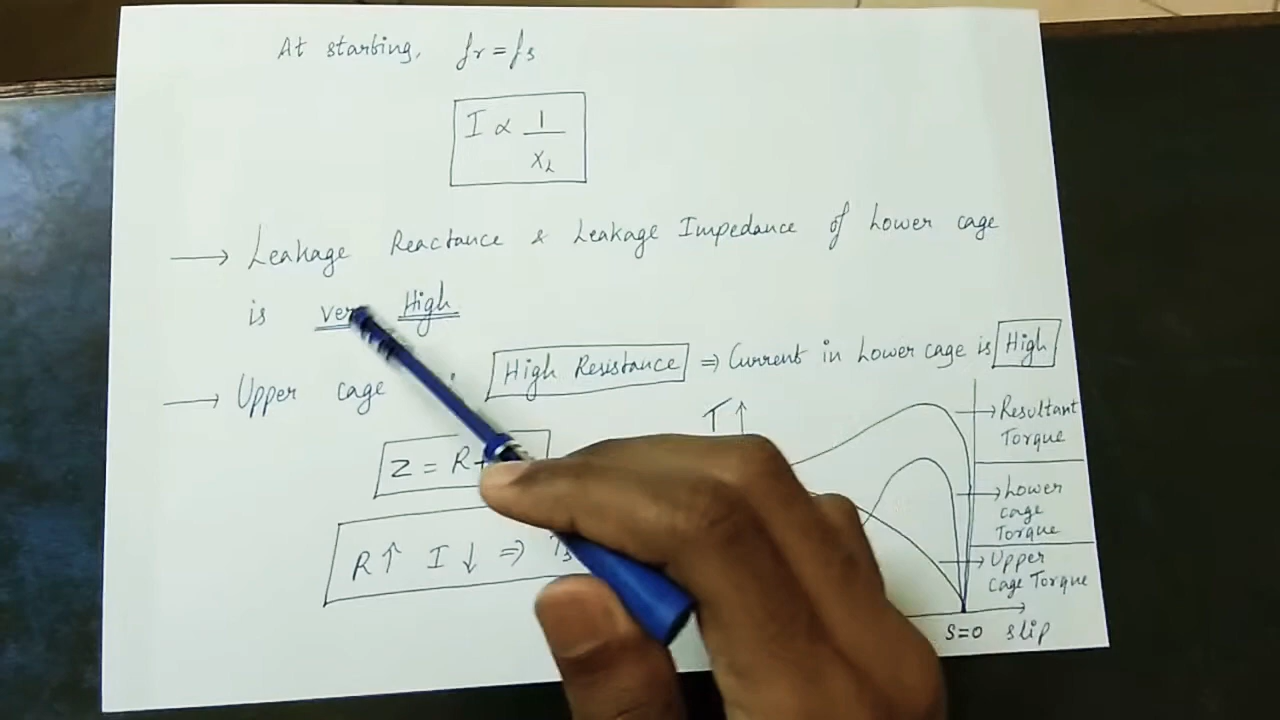 At starting, fr = fs
I ∝ 1/X2
→ Leakage Reactance & Leakage Impedance of Lower cage
is High
→ Upper cage High Resistance ⇒ Current in Lower cage is High
Z = R+
R↑ I↓ ⇒
T↑
→ Resultant
Torque
→ Lower
cage
Torque
→ Upper
cage Torque
S=0 slip